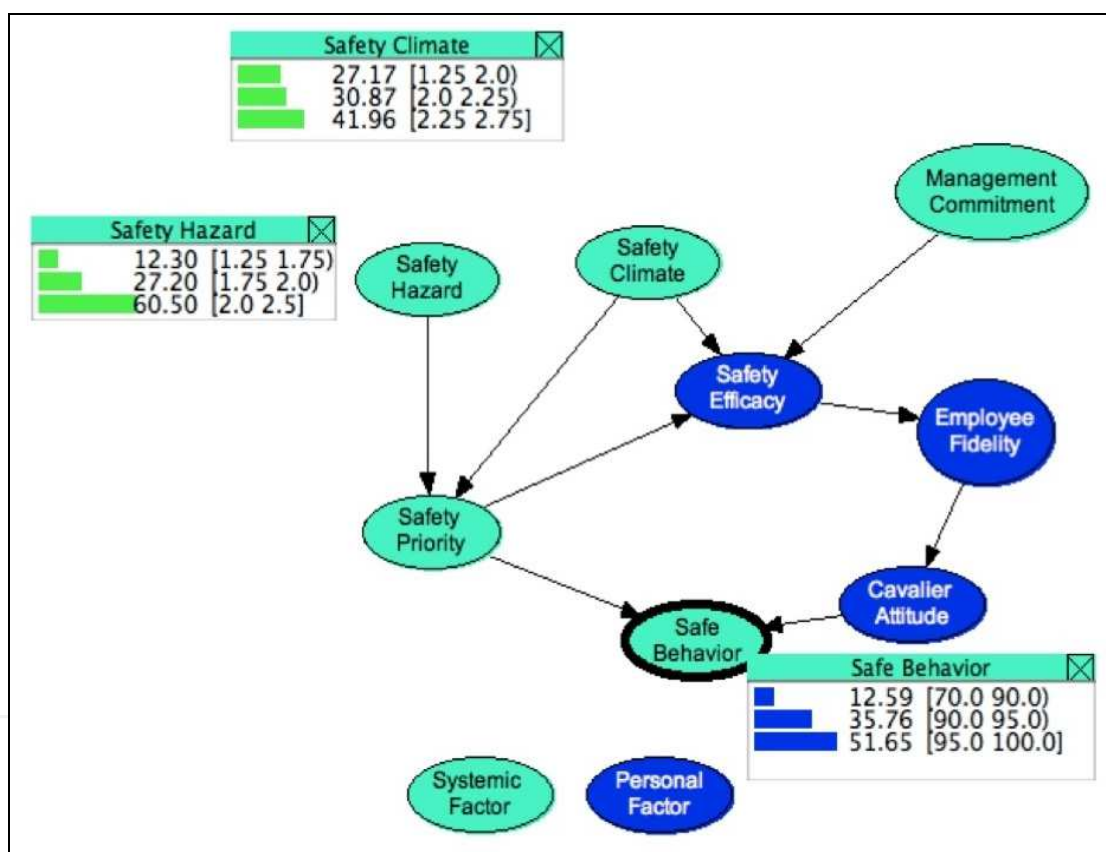 Safety Climate
27.17 [1.25 2.0)
30.87 [2.0 2.25)
41.96 [2.25 2.75]
Management
Commitment
Safety Hazard
12.30 [1.25 1.75)
27.20 [1.75 2.0)
60.50 [2.0 2.5]
Safety
Hazard
Safety
Climate
Safety
Efficacy
Employee
Fidelity
Safety
Priority
Cavalier
Attitude
Safe
Behavior
Safe Behavior
12.59 [70.0 90.0)
35.76 [90.0 95.0)
51.65 [95.0 100.0]
Systemic
Factor
Personal
Factor